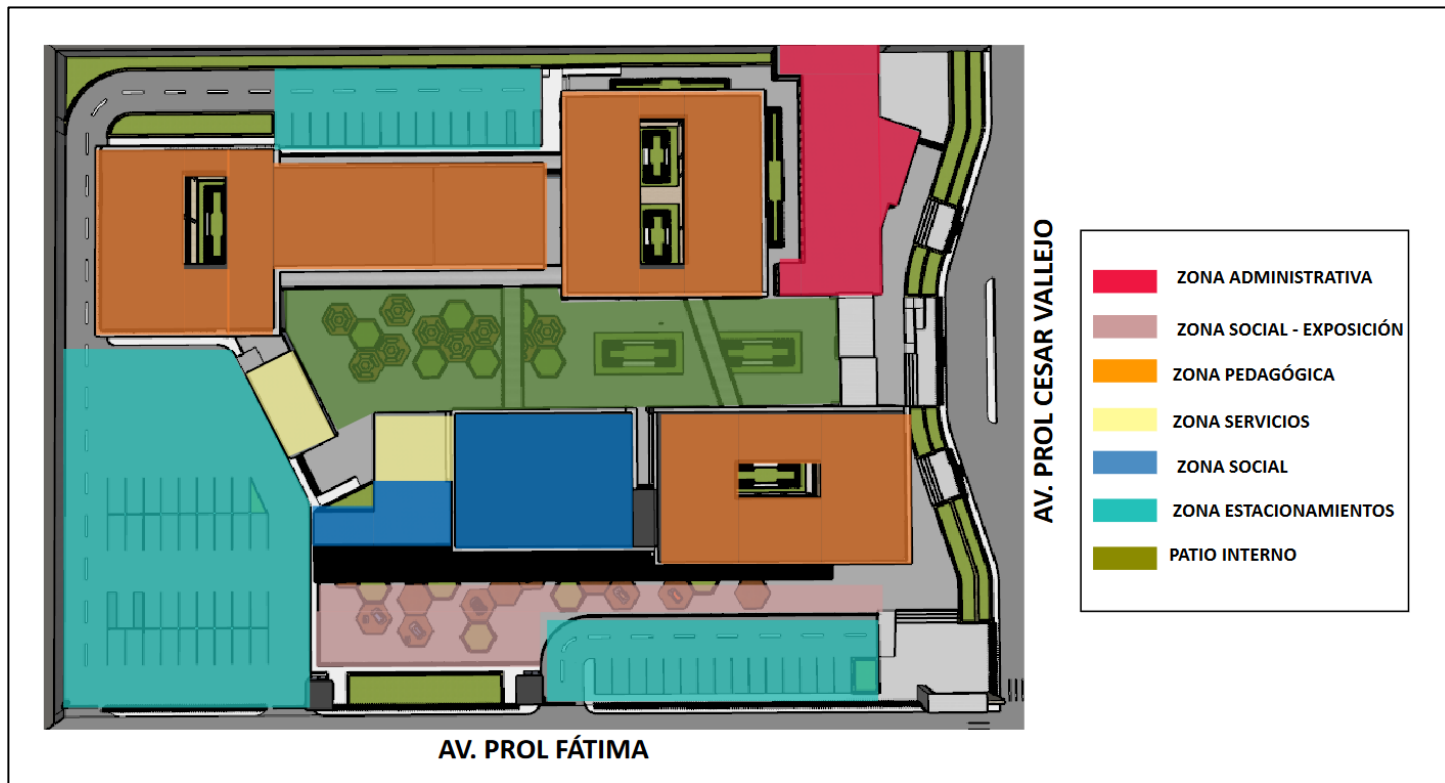 AV. PROL CESAR VALLEJO
ZONA ADMINISTRATIVA
ZONA SOCIAL - EXPOSICIÓN
ZONA PEDAGÓGICA
ZONA SERVICIOS
ZONA SOCIAL
ZONA ESTACIONAMIENTOS
PATIO INTERNO
AV. PROL FÁTIMA